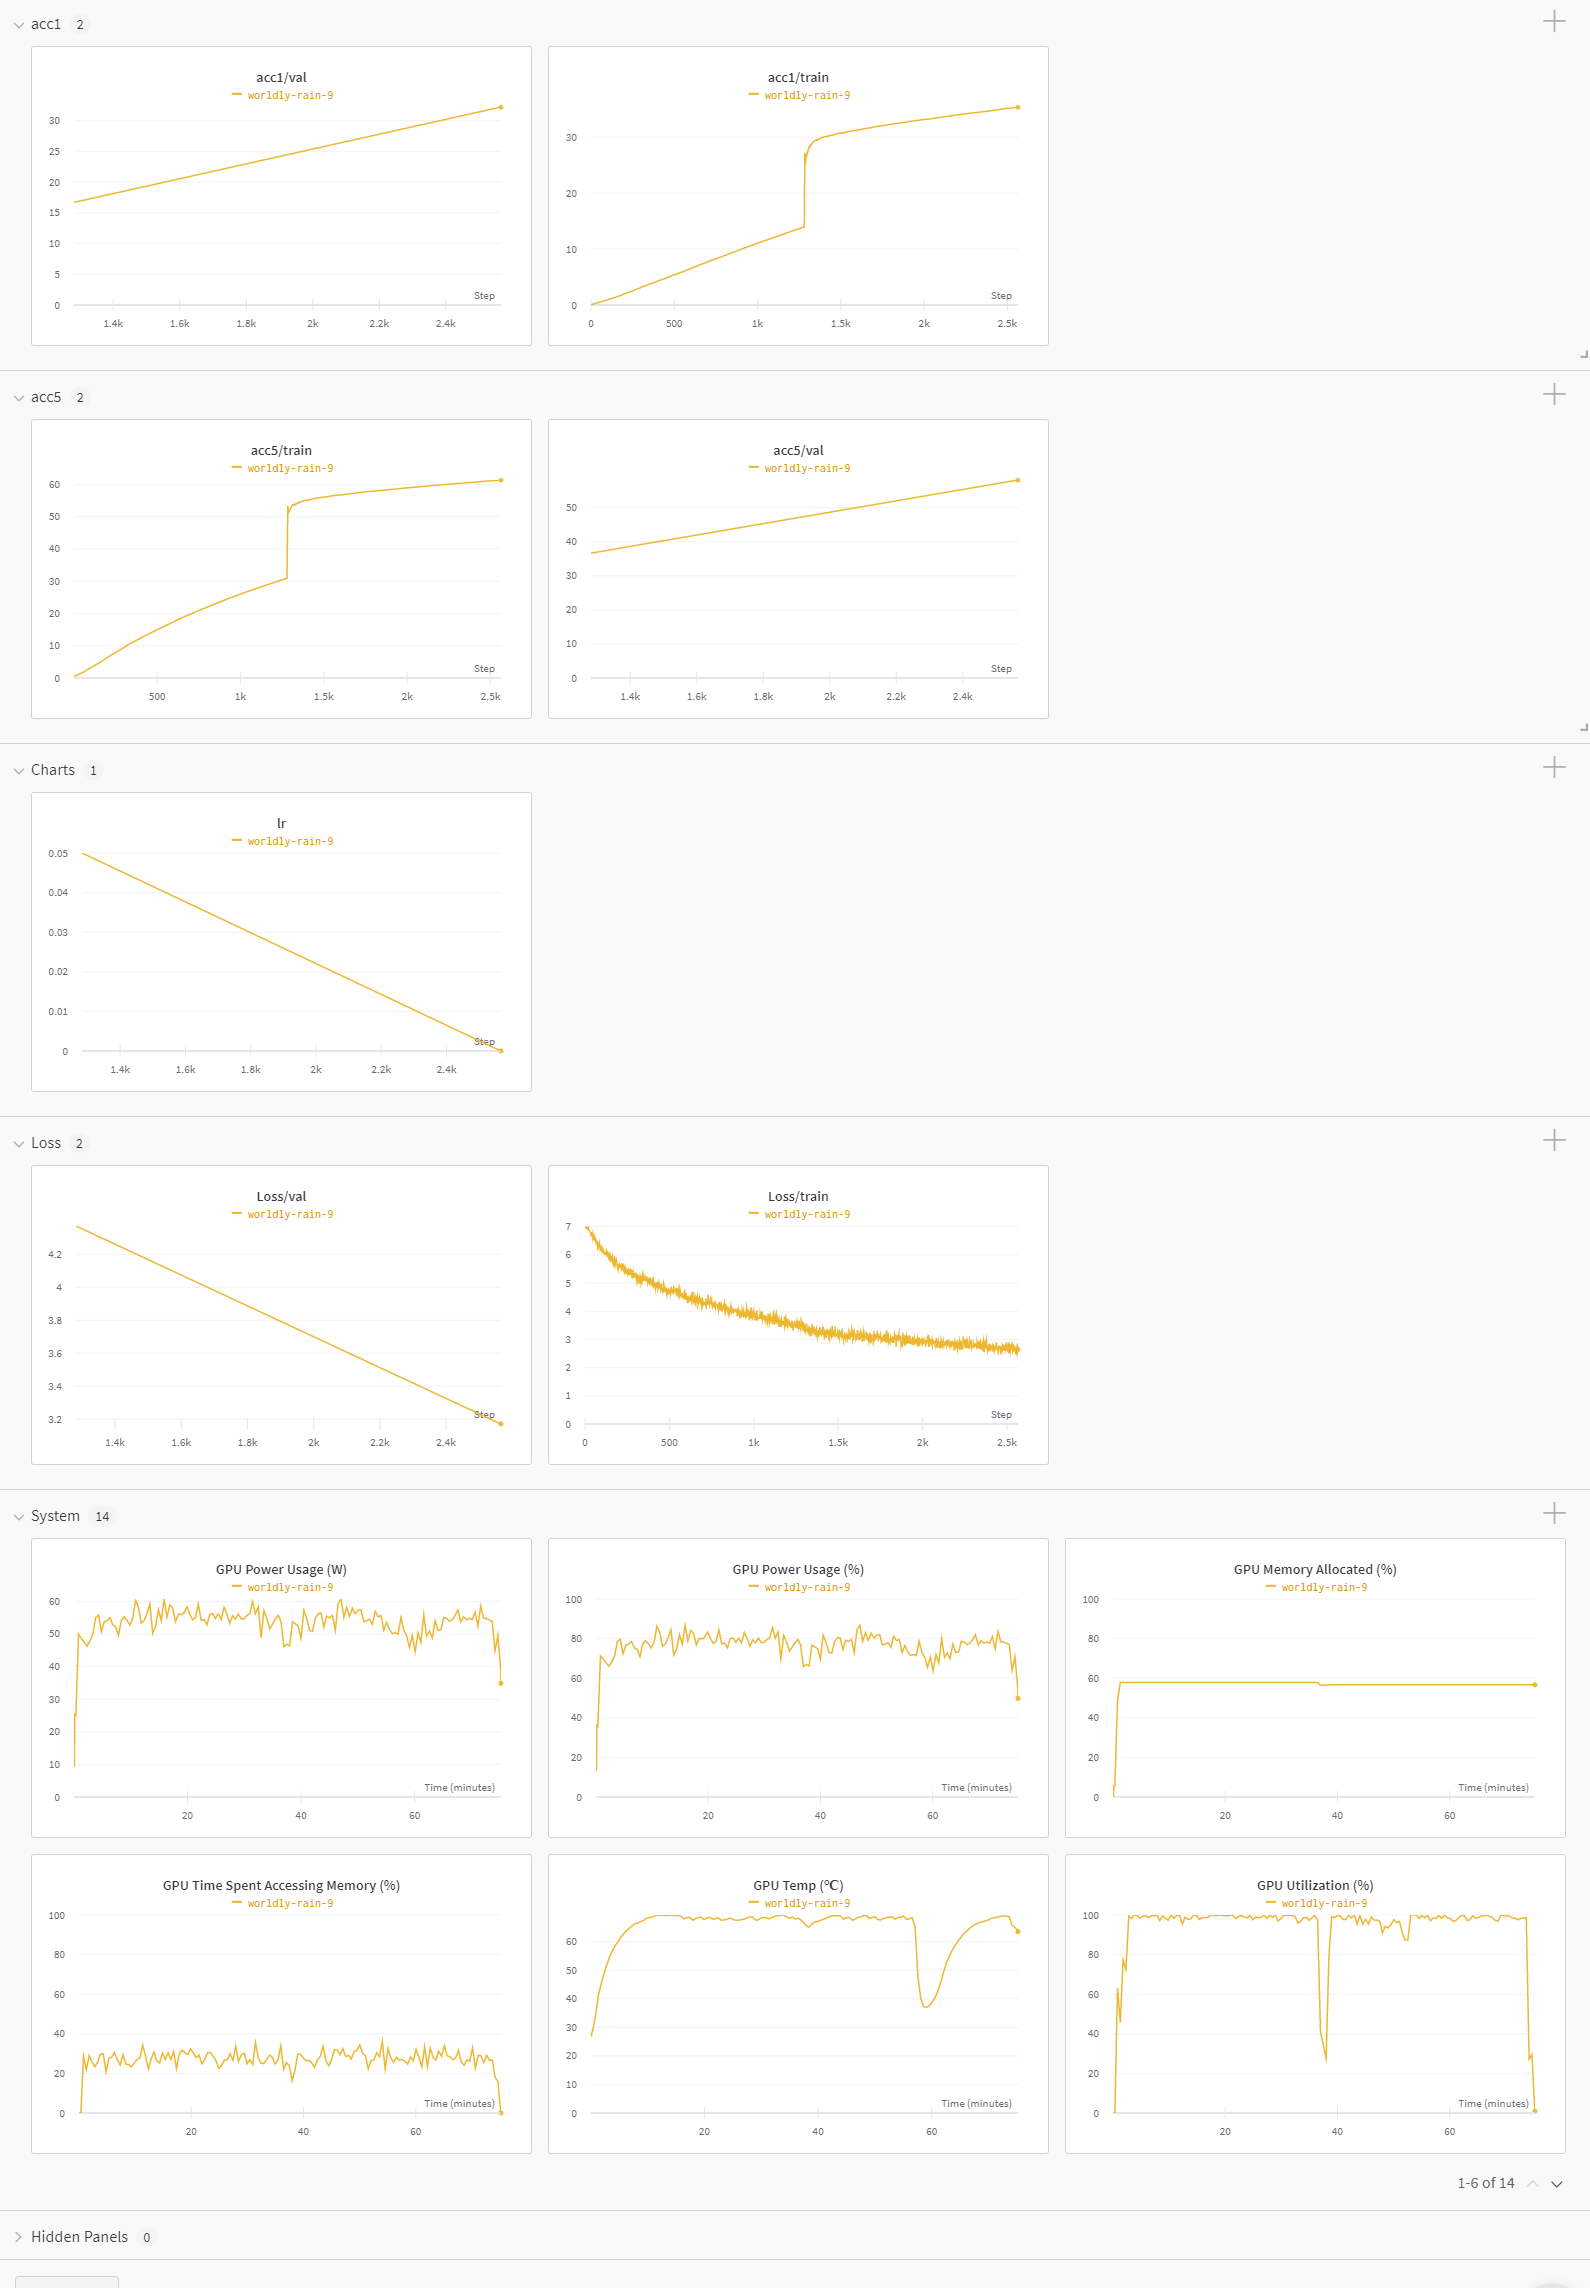 acc1 2
acc1/val
worldly-rain-9
30
25
20
15
10
5
0
Step
1.4k 1.6k 1.8k 2k 2.2k 2.4k
acc1/train
worldly-rain-9
30
20
10
0
Step
0 500 1k 1.5k 2k 2.5k
acc5 2
acc5/train
worldly-rain-9
60
50
40
30
20
10
0
Step
500 1k 1.5k 2k 2.5k
acc5/val
worldly-rain-9
50
40
30
20
10
0
Step
1.4k 1.6k 1.8k 2k 2.2k 2.4k
Charts 1
lr
worldly-rain-9
0.05
0.04
0.03
0.02
0.01
0
Step
1.4k 1.6k 1.8k 2k 2.2k 2.4k
Loss 2
Loss/val
worldly-rain-9
4.2
4
3.8
3.6
3.4
3.2
Step
1.4k 1.6k 1.8k 2k 2.2k 2.4k
Loss/train
worldly-rain-9
7
6
5
4
3
2
1
0
Step
0 500 1k 1.5k 2k 2.5k
System 14
GPU Power Usage (W)
worldly-rain-9
60
50
40
30
20
10
0
Time (minutes)
20 40 60
GPU Power Usage (%)
worldly-rain-9
100
80
60
40
20
0
Time (minutes)
20 40 60
GPU Memory Allocated (%)
worldly-rain-9
100
80
60
40
20
0
Time (minutes)
20 40 60
GPU Time Spent Accessing Memory (%)
worldly-rain-9
100
80
60
40
20
0
Time (minutes)
20 40 60
GPU Temp (℃)
worldly-rain-9
60
50
40
30
20
10
0
Time (minutes)
20 40 60
GPU Utilization (%)
worldly-rain-9
100
80
60
40
20
0
Time (minutes)
20 40 60
1-6 of 14
Hidden Panels 0